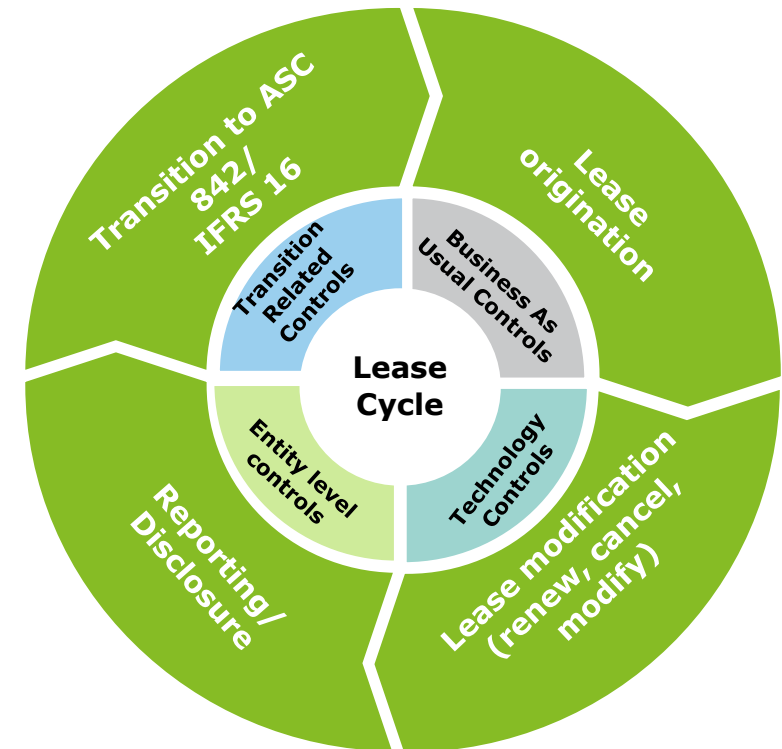 Transition to ASC
842/
IFRS 16
Lease
origination
Transition
Related
Controls
Business As
Usual Controls
Lease
Cycle
Entity level
controls
Technology
Controls
Reporting/
Disclosure
Lease modification
(renew, cancel,
modify)